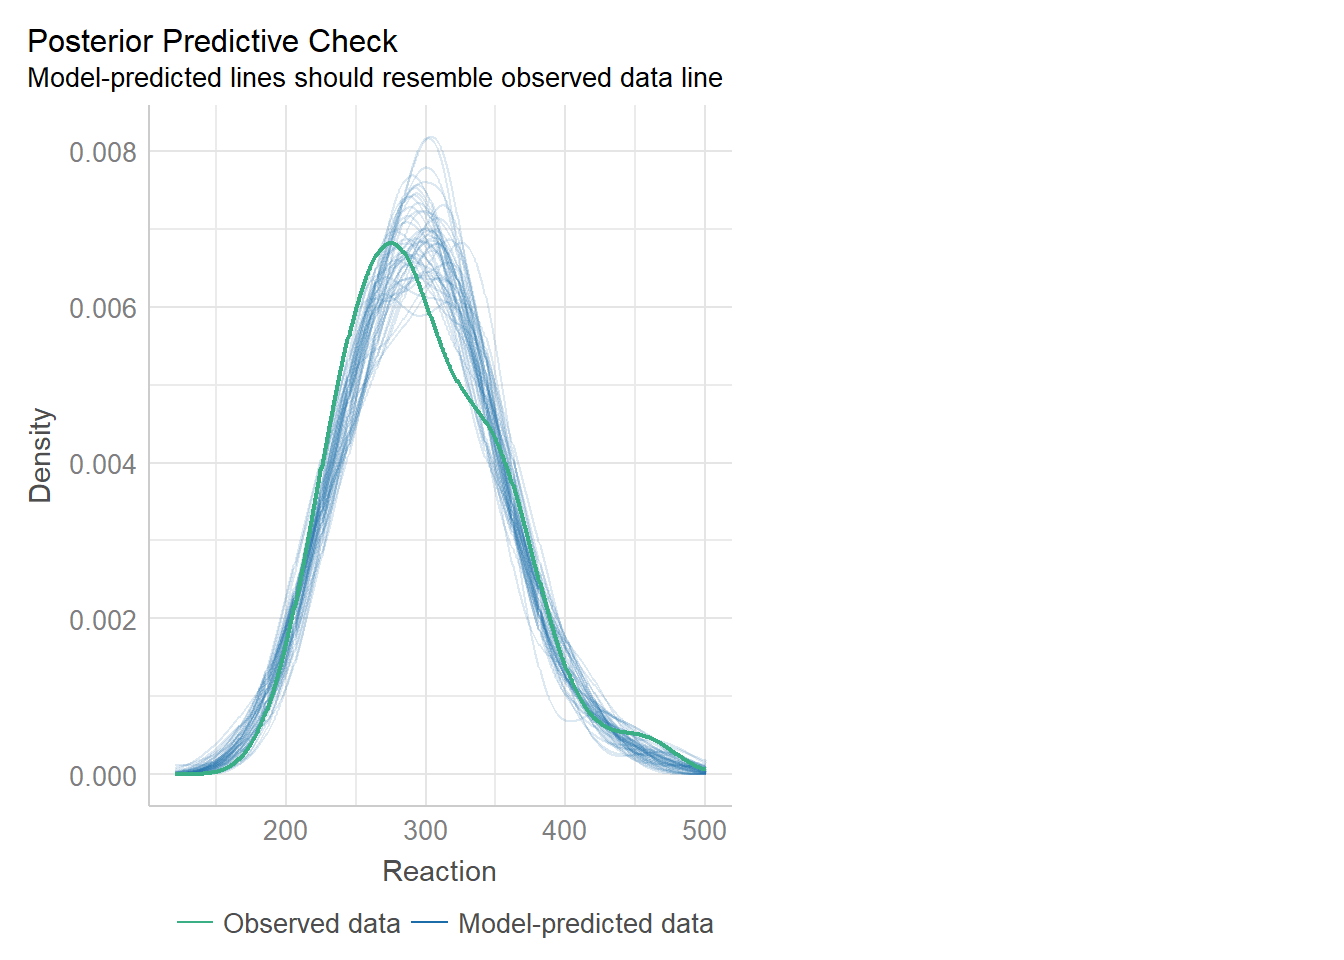 Posterior Predictive Check
Model-predicted lines should resemble observed data line
0.008
0.006
0.004
0.002
0.000
Density
200 300 400 500
Reaction
Observed data Model-predicted data